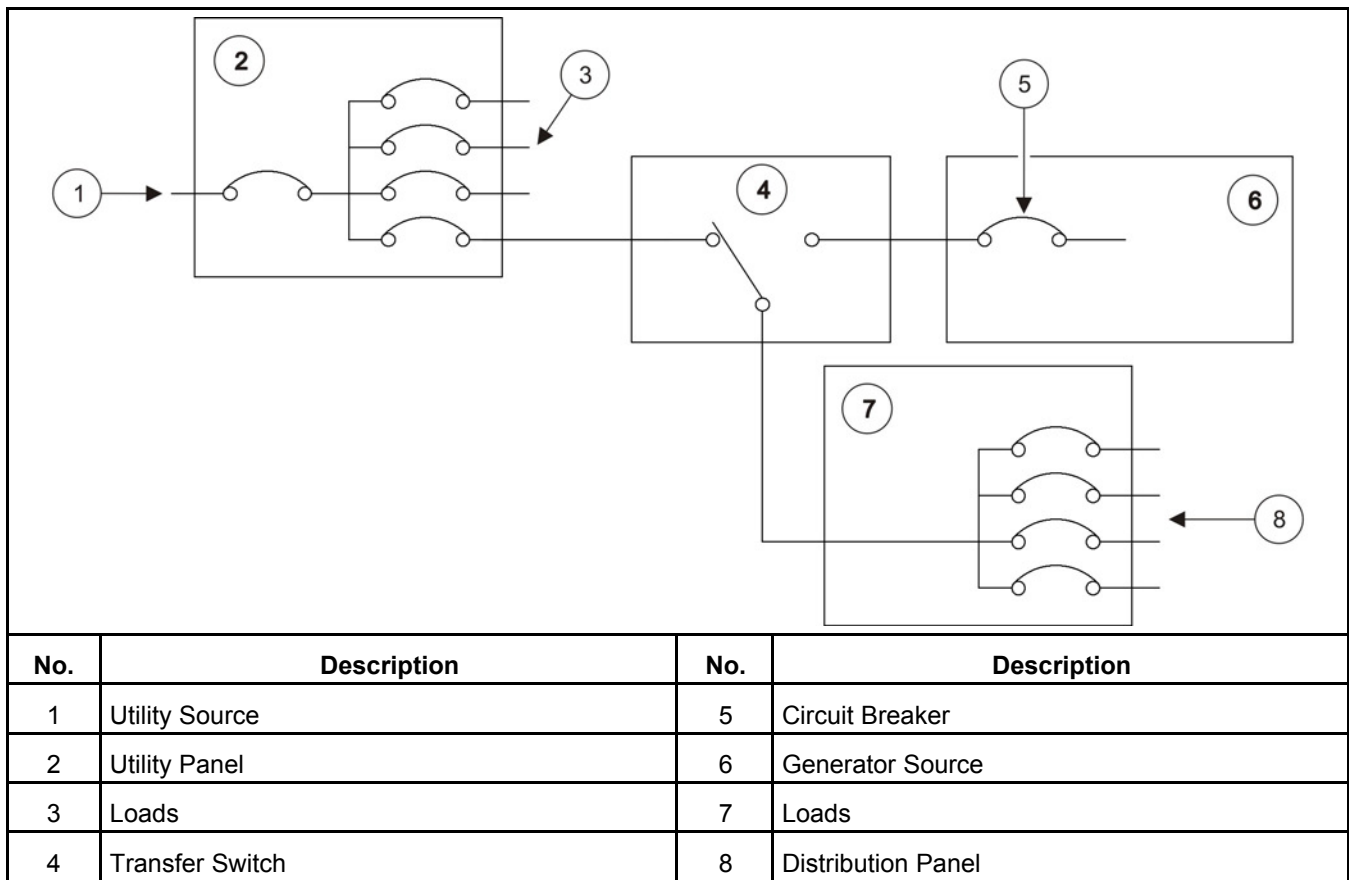 2
3
5
1
4
6
7
8
No. Description No. Description
1 Utility Source 5 Circuit Breaker
2 Utility Panel 6 Generator Source
3 Loads 7 Loads
4 Transfer Switch 8 Distribution Panel